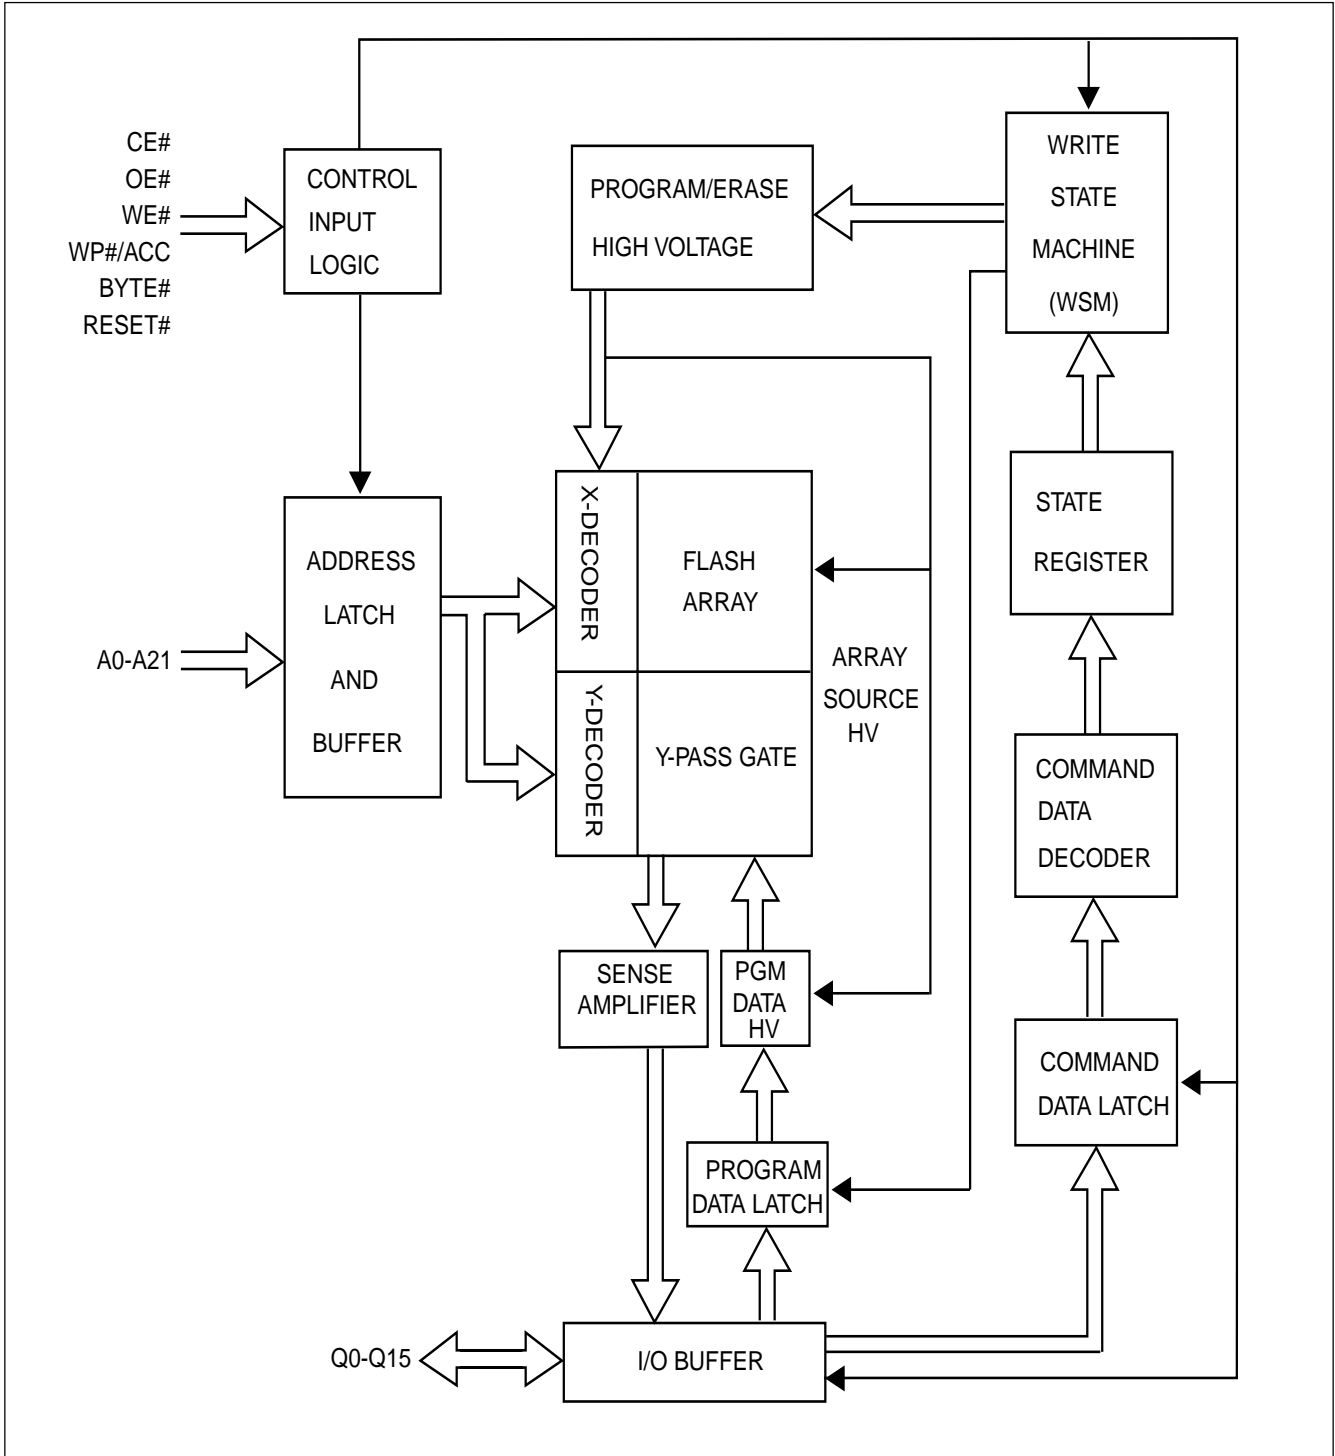 CE#
OE#
WE#
WP#/ACC
BYTE#
RESET#
CONTROL
INPUT
LOGIC
PROGRAM/ERASE
HIGH VOLTAGE
WRITE
STATE
MACHINE
(WSM)
STATE
REGISTER
A0-A21
ADDRESS
LATCH
AND
BUFFER
X-DECODER
FLASH
ARRAY
Y-DECODER
Y-PASS GATE
ARRAY
SOURCE
HV
COMMAND
DATA
DECODER
SENSE
AMPLIFIER
PGM
DATA
HV
COMMAND
DATA LATCH
PROGRAM
DATA LATCH
Q0-Q15
I/O BUFFER